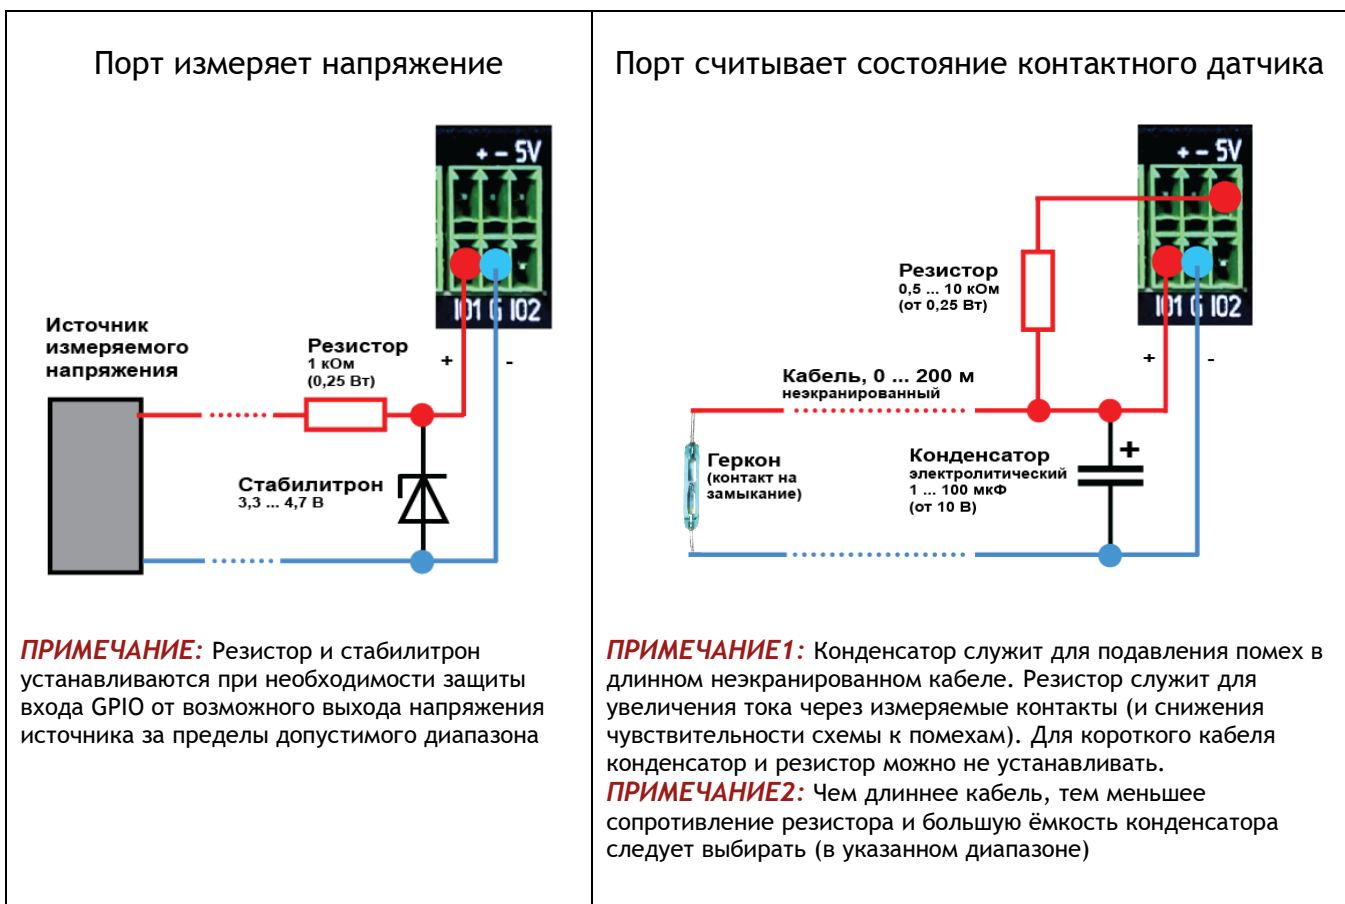 Порт измеряет напряжение
+ - 5V
IO1 G IO2
Источник
измеряемого
напряжения
Резистор
1 кОм
(0,25 Вт)
+
-
Стабилитрон
3,3 ... 4,7 В
ПРИМЕЧАНИЕ: Резистор и стабилитрон
устанавливаются при необходимости защиты
входа GPIO от возможного выхода напряжения
источника за пределы допустимого диапазона
Порт считывает состояние контактного датчика
+ - 5V
Резистор
0,5 ... 10 кОм
(от 0,25 Вт)
IO1 G IO2
+
-
Кабель, 0 ... 200 м
неэкранированный
Геркон
(контакт на
замыкание)
Конденсатор
электролитический
1 ... 100 мкФ
(от 10 В)
+
ПРИМЕЧАНИЕ1: Конденсатор служит для подавления помех в
длинном неэкранированном кабеле. Резистор служит для
увеличения тока через измеряемые контакты (и снижения
чувствительности схемы к помехам). Для короткого кабеля
конденсатор и резистор можно не устанавливать.
ПРИМЕЧАНИЕ2: Чем длиннее кабель, тем меньшее
сопротивление резистора и большую ёмкость конденсатора
следует выбирать (в указанном диапазоне)